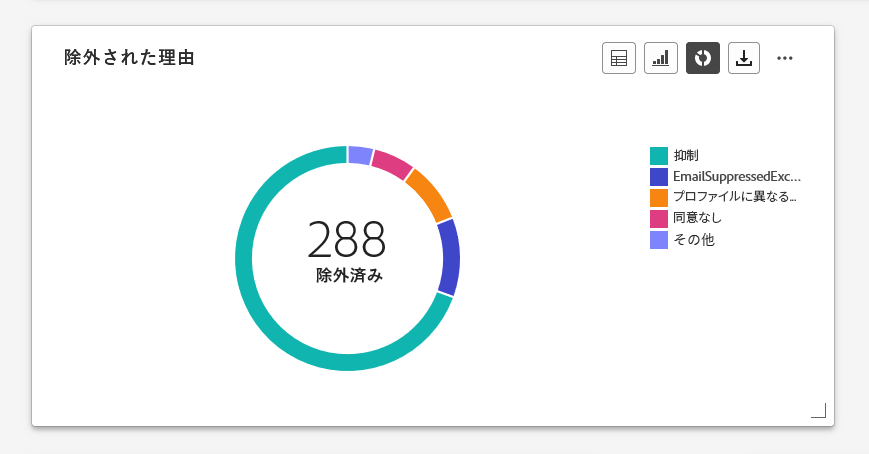 除外された理由
288
除外済み
抑制
EmailSuppressedExc...
プロファイルに異なる...
同意なし
その他